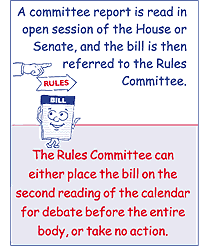 A committee report is read in
open session of the House or
Senate, and the bill is then
referred to the Rules
Committee.
RULES
BILL
The Rules Committee can
either place the bill on the
second reading of the calendar
for debate before the entire
body, or take no action.